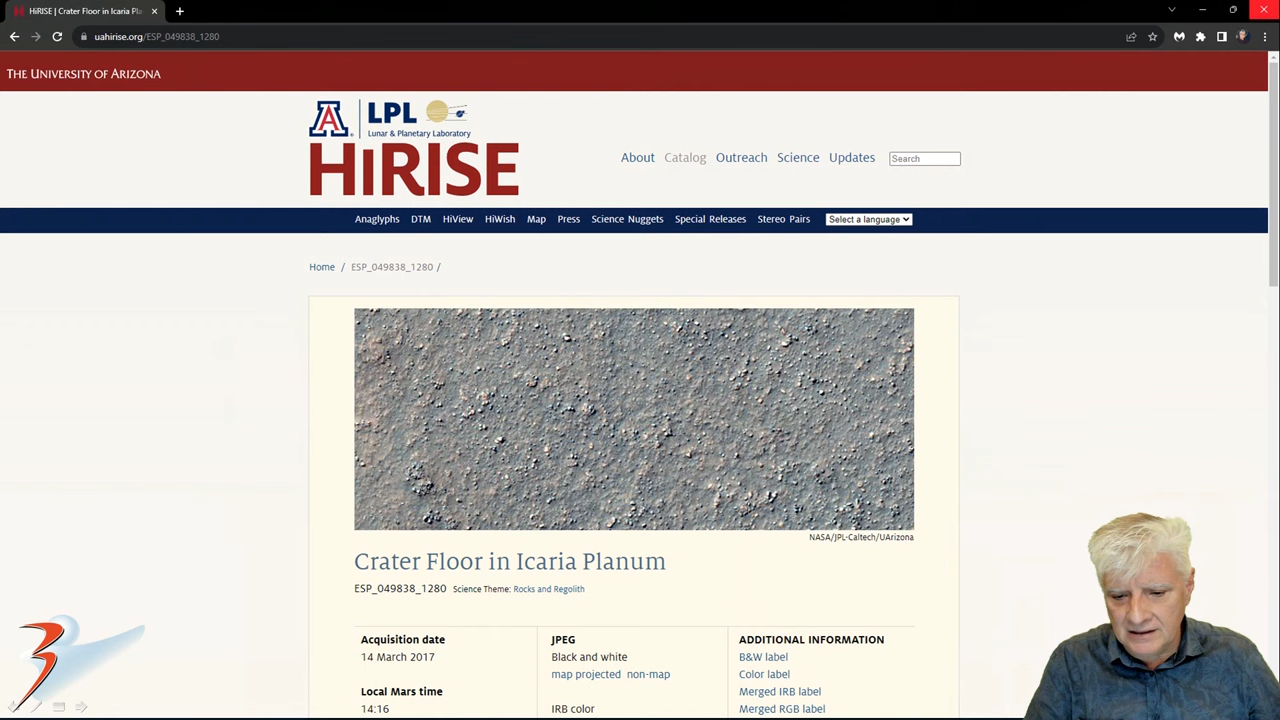 HiRISE | Crater Floor in Icaria Pla
uahirise.org/ESP_049838_1280
THE UNIVERSITY OF ARIZONA
A LPL
Lunar & Planetary Laboratory
HiRISE
About Catalog Outreach Science Updates Search
Anaglyphs DTM HiView HiWish Map Press Science Nuggets Special Releases Stereo Pairs Select a language
Home / ESP_049838_1280 /
NASA/JPL-Caltech/UArizona
Crater Floor in Icaria Planum
ESP_049838_1280 Science Theme: Rocks and Regolith
Acquisition date
14 March 2017
Local Mars time
14:16
JPEG
Black and white
map projected non-map
IRB color
ADDITIONAL INFORMATION
B&W label
Color label
Merged IRB label
Merged RGB label